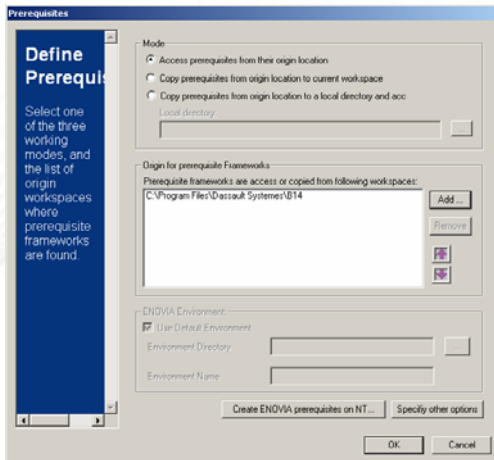 Prerequisites
Define
Prerequis
Select one
of the three
working
modes, and
the list of
origin
workspaces
where
prerequisite
frameworks
are found.
Mode
Access prerequisites from their origin location
Copy prerequisites from origin location to current workspace
Copy prerequisites from origin location to a local directory and acc
Local directory
...
Origin for prerequisite Frameworks
Prerequisite frameworks are access or copied from following workspaces:
C:\Program Files\Dassault Systemes\B14
Add ...
Remove
ENOVIA Environment:
Use Default Environment
Environment Directory
...
Environment Name
Create ENOVIA prerequisites on NT...
Specifiy other options
OK
Cancel